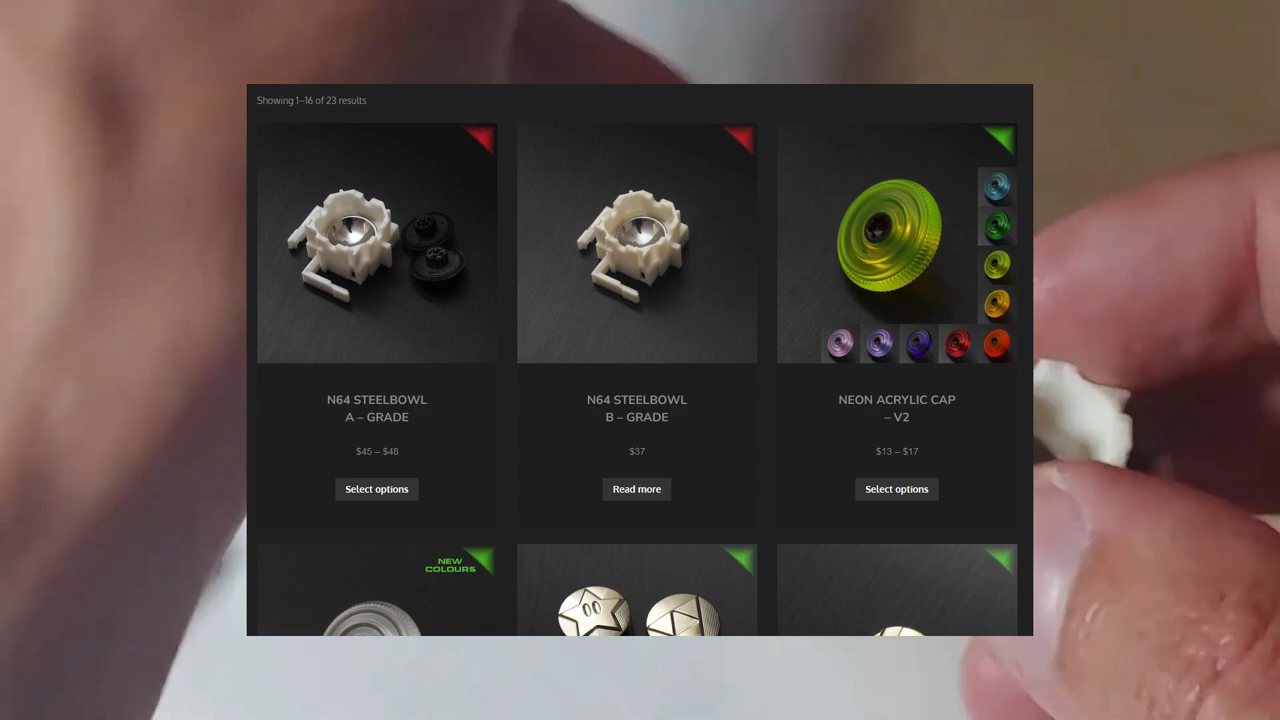 Showing 1–16 of 23 results
N64 STEELBOWL
A – GRADE
$45 – $48
Select options
N64 STEELBOWL
B – GRADE
$37
Read more
NEON ACRYLIC CAP
– V2
$13 – $17
Select options
NEW
COLOURS